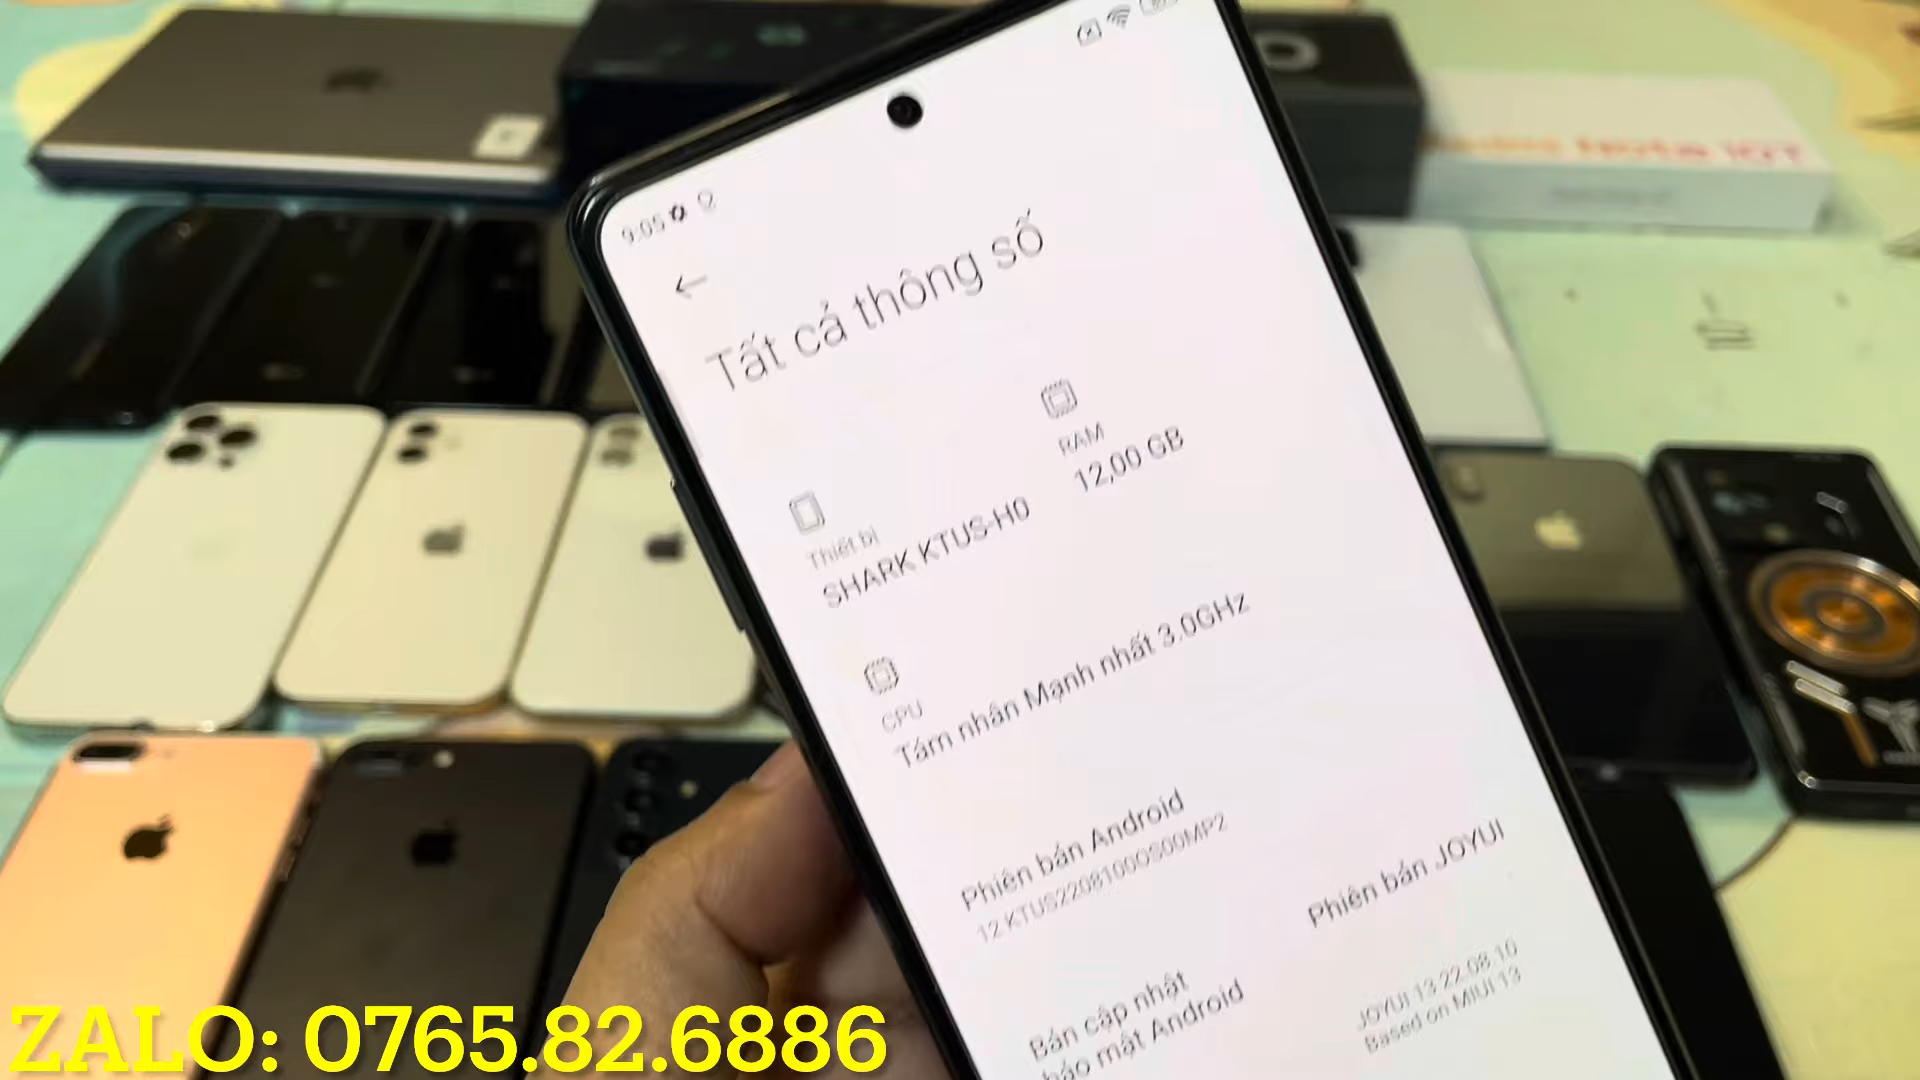 9:05
Tất cả thông số
RAM
12,00 GB
Thiết bị
SHARK KTUS-H0
CPU
Tám nhân Mạnh nhất 3.0GHz
Phiên bản Android
12 KTUS2208100OS00MP2
Phiên bản JOYUI
JOYUI 13 22.08.10
Based on MIUI 13
Bản cập nhật
bảo mật Android
Note 10T
ZALO: 0765.82.6886